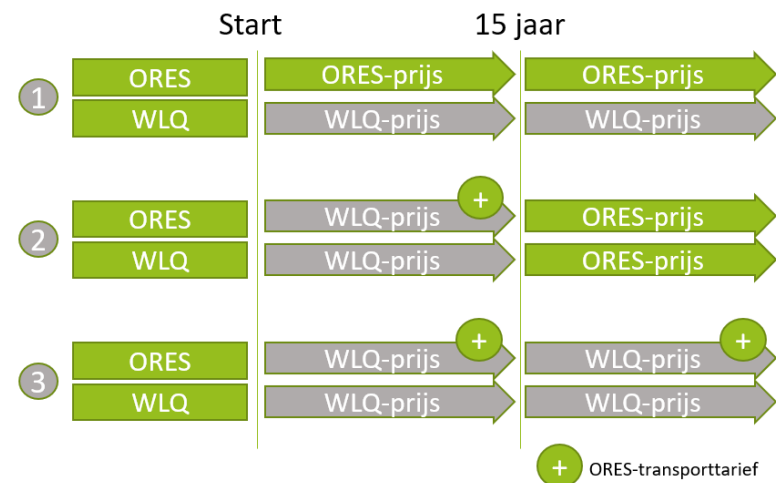 Start 15 jaar
1 ORES ORES-prijs ORES-prijs
WLQ WLQ-prijs WLQ-prijs
+
2 ORES WLQ-prijs ORES-prijs
WLQ WLQ-prijs ORES-prijs
+ +
3 ORES WLQ-prijs WLQ-prijs
WLQ WLQ-prijs WLQ-prijs
+ ORES-transporttarief